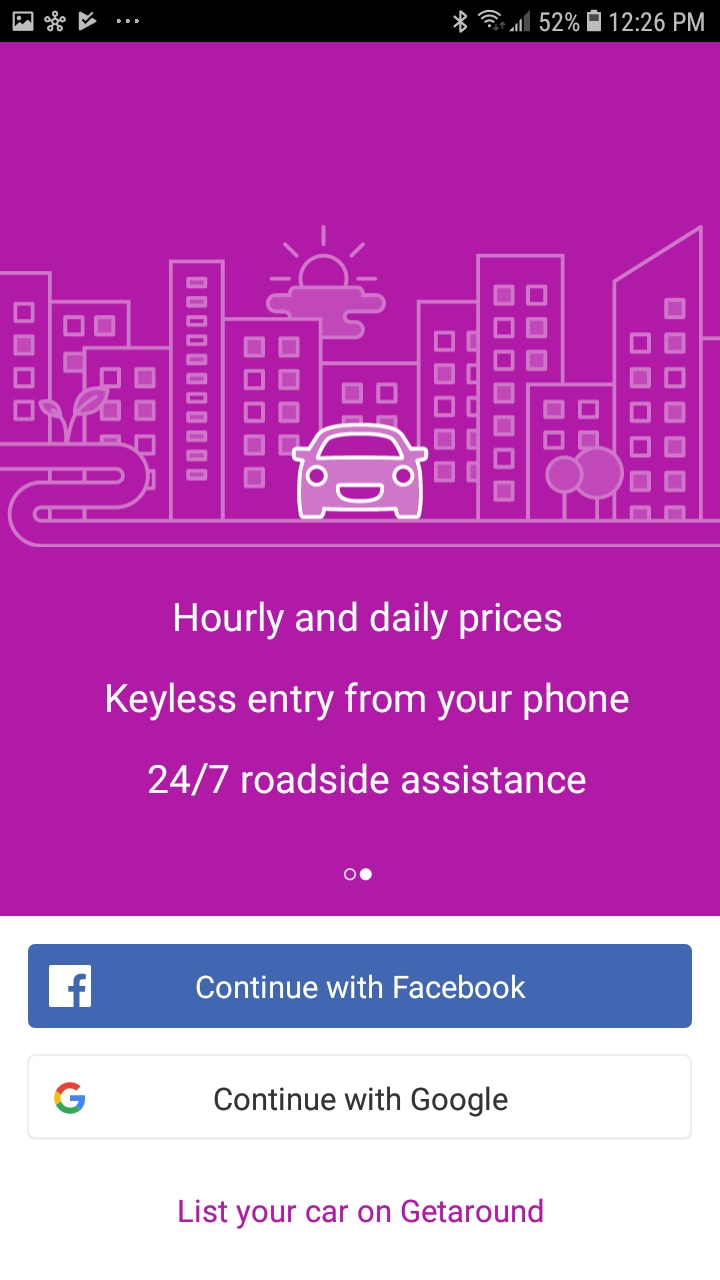 52% 12:26 PM
Hourly and daily prices
Keyless entry from your phone
24/7 roadside assistance
Continue with Facebook
Continue with Google
List your car on Getaround